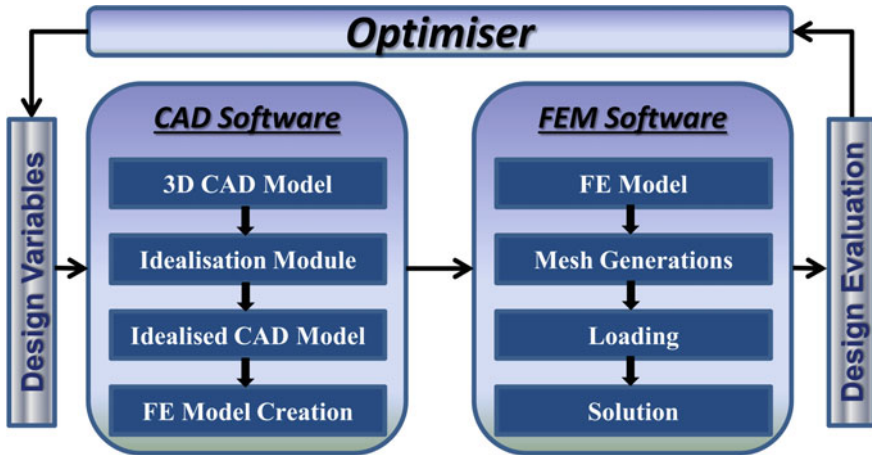 Optimiser
Design Variables
CAD Software
3D CAD Model
Idealisation Module
Idealised CAD Model
FE Model Creation
FEM Software
FE Model
Mesh Generations
Loading
Solution
Design Evaluation